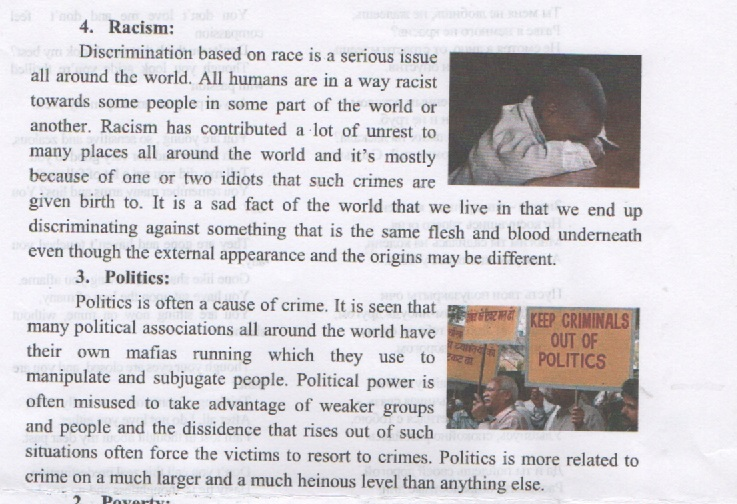 4. Racism:
Discrimination based on race is a serious issue
all around the world. All humans are in a way racist
towards some people in some part of the world or
another. Racism has contributed a lot of unrest to
many places all around the world and it's mostly
because of one or two idiots that such crimes are
given birth to. It is a sad fact of the world that we live in that we end up
discriminating against something that is the same flesh and blood underneath
even though the external appearance and the origins may be different.
3. Politics:
Politics is often a cause of crime. It is seen that
many political associations all around the world have
their own mafias running which they use to
manipulate and subjugate people. Political power is
often misused to take advantage of weaker groups
and people and the dissidence that rises out of such
situations often force the victims to resort to crimes. Politics is more related to
crime on a much larger and a much heinous level than anything else.
KEEP CRIMINALS
OUT OF
POLITICS
2. Poverty: